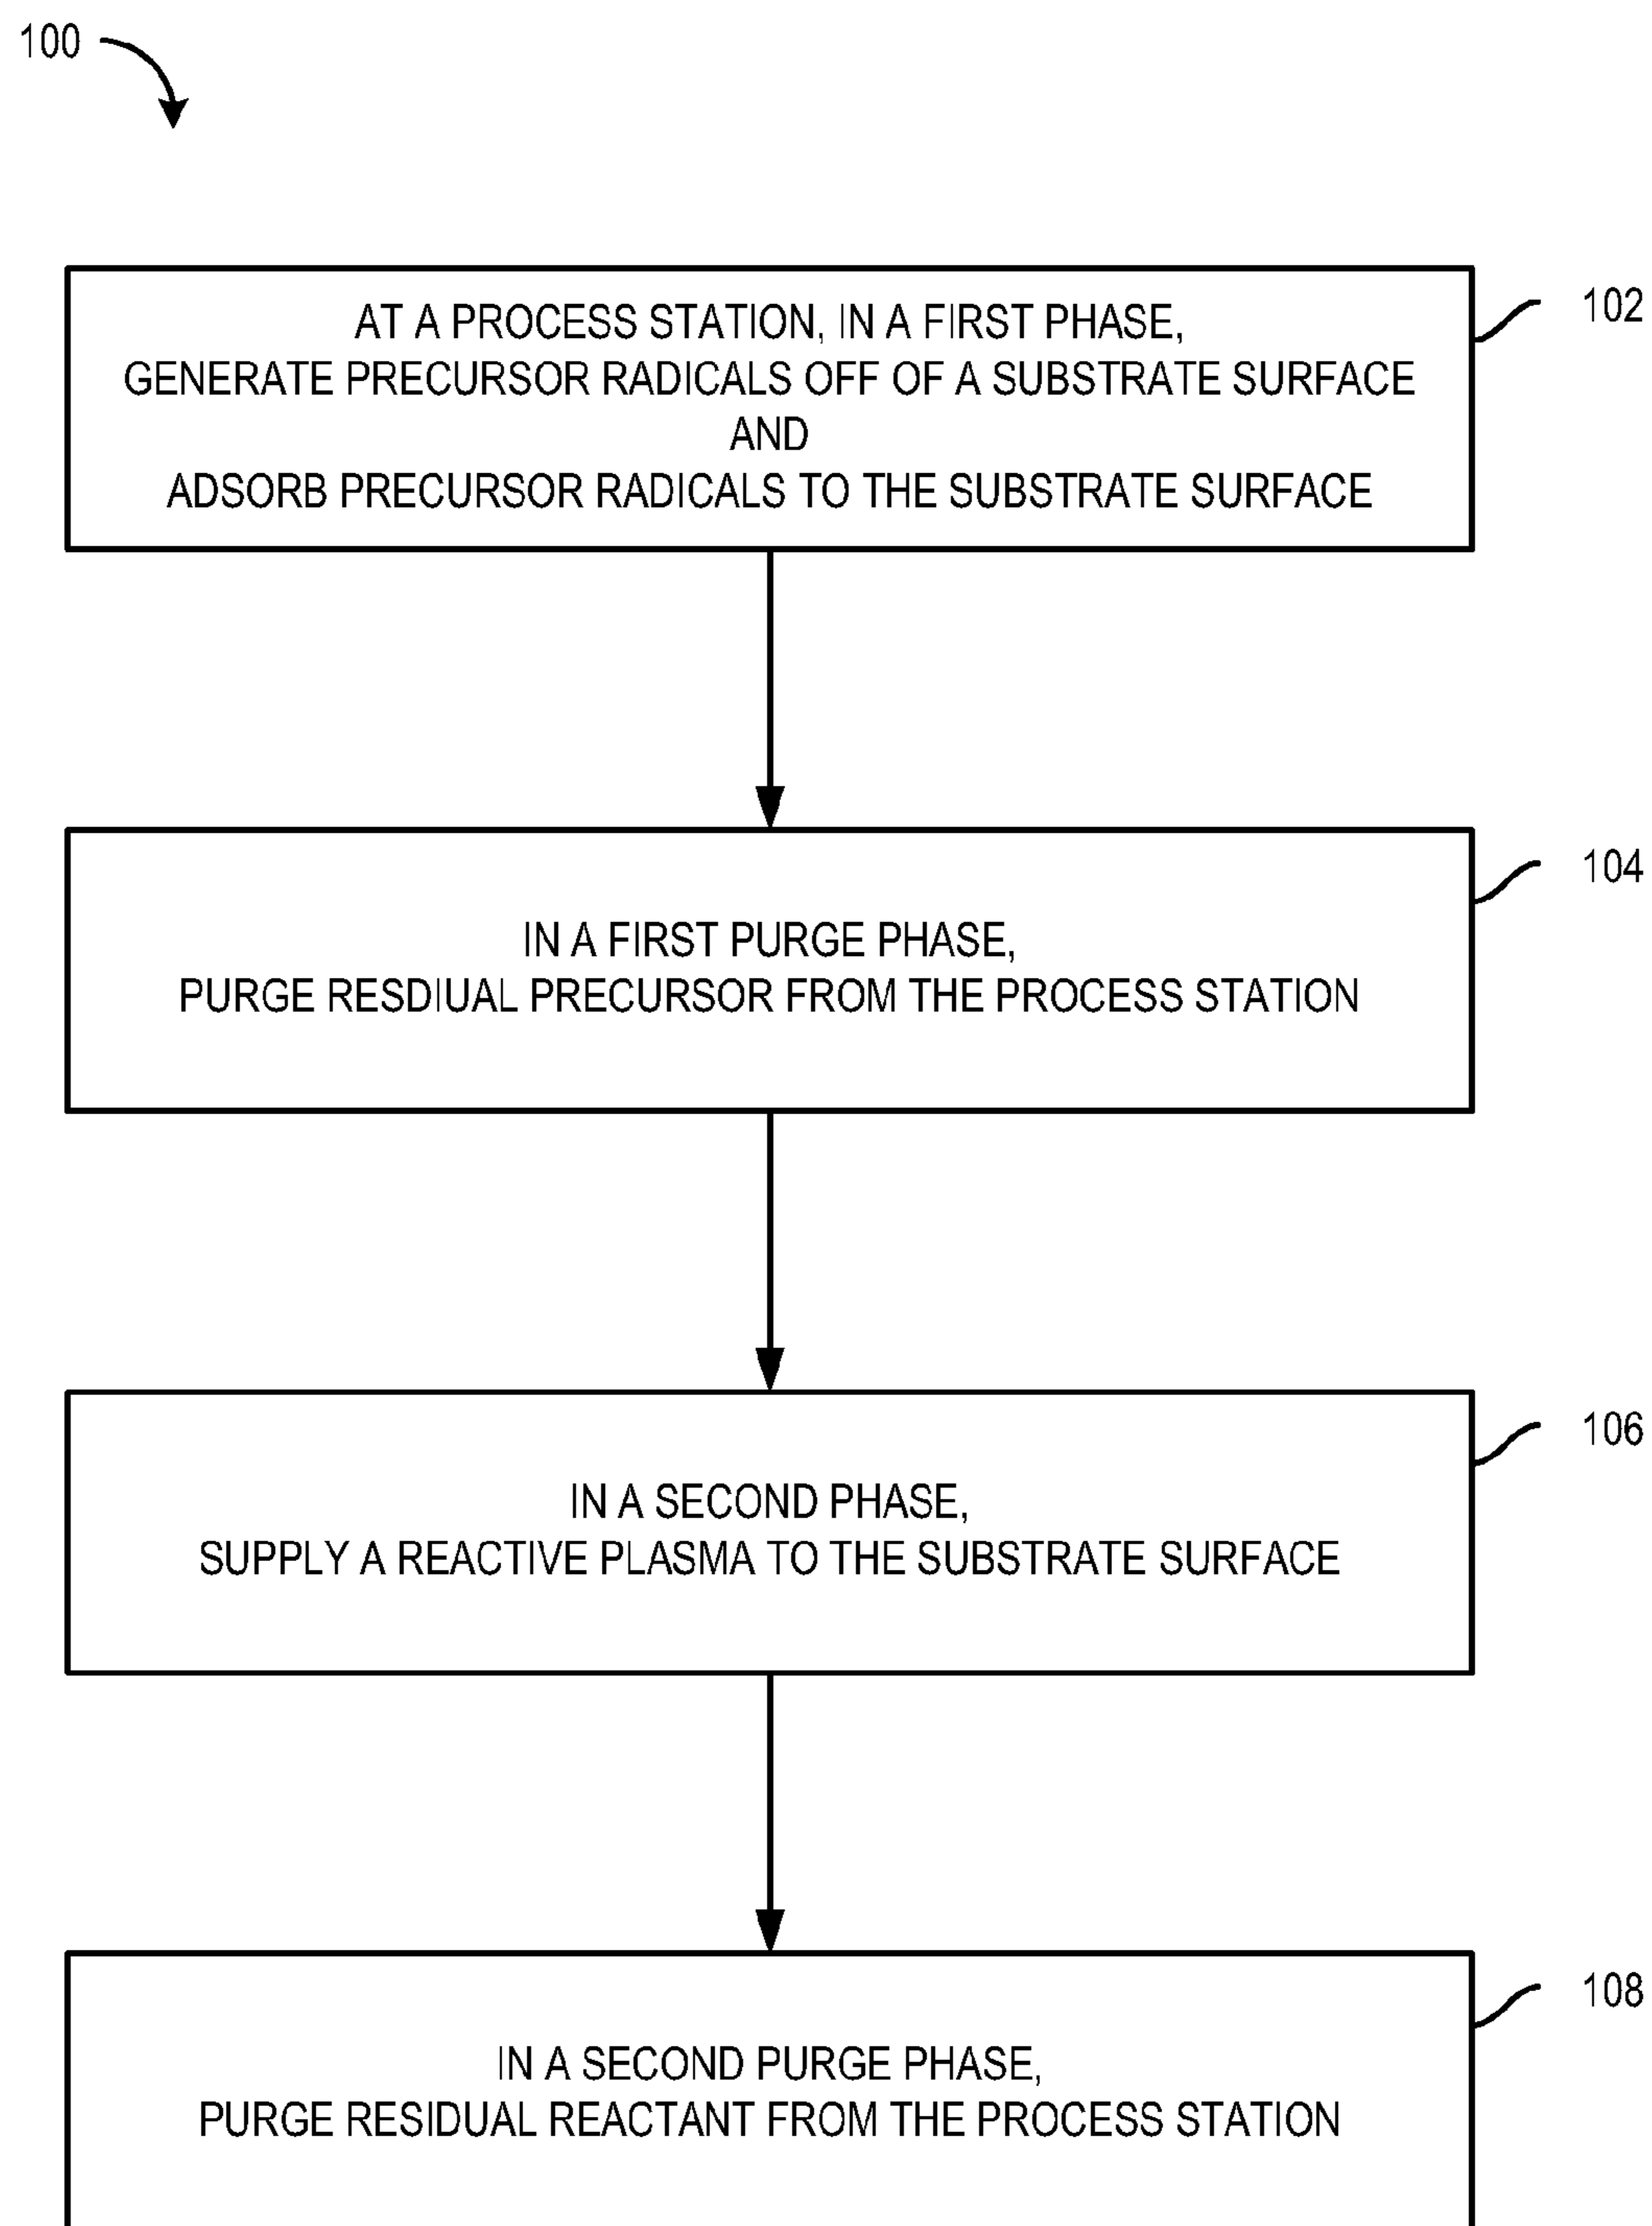 100
AT A PROCESS STATION, IN A FIRST PHASE,
GENERATE PRECURSOR RADICALS OFF OF A SUBSTRATE SURFACE
AND
ADSORB PRECURSOR RADICALS TO THE SUBSTRATE SURFACE
102
IN A FIRST PURGE PHASE,
PURGE RESDIUAL PRECURSOR FROM THE PROCESS STATION
104
IN A SECOND PHASE,
SUPPLY A REACTIVE PLASMA TO THE SUBSTRATE SURFACE
106
IN A SECOND PURGE PHASE,
PURGE RESIDUAL REACTANT FROM THE PROCESS STATION
108